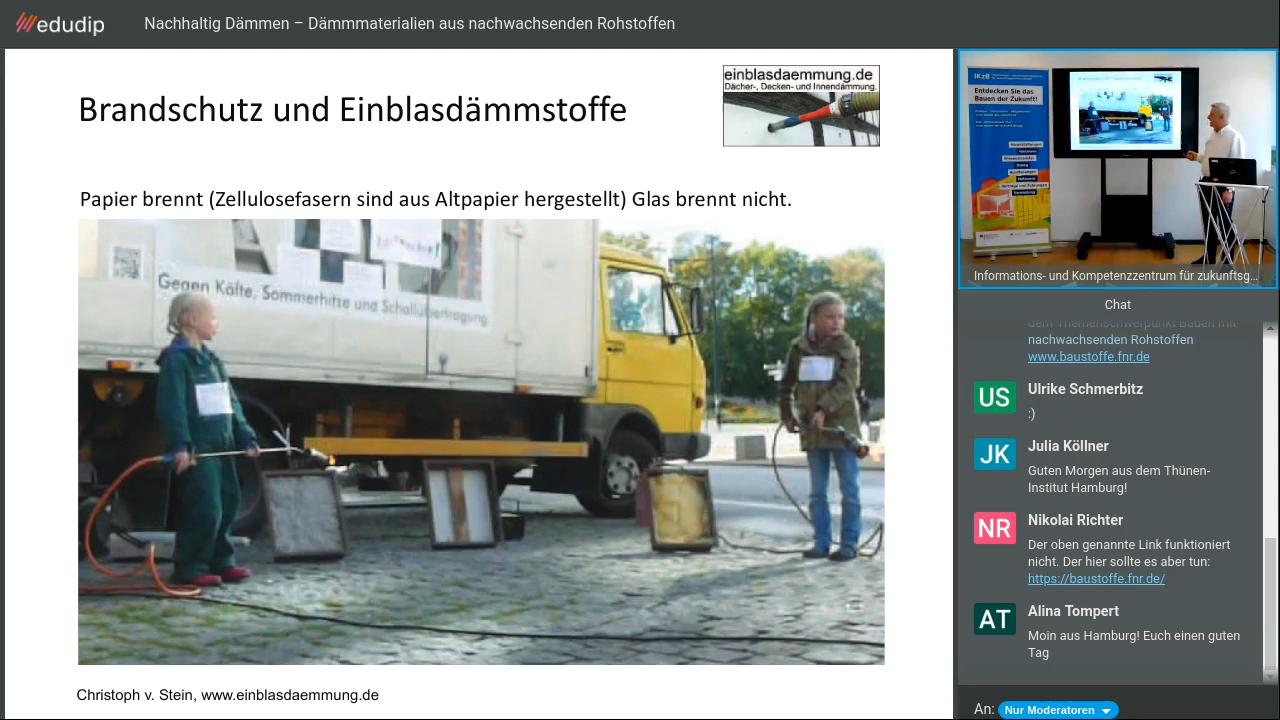 edudip
Nachhaltig Dämmen – Dämmmaterialien aus nachwachsenden Rohstoffen
Brandschutz und Einblasdämmstoffe
einblasdaemmung.de
Dächer-, Decken- und Innendämmung.
Papier brennt (Zellulosefasern sind aus Altpapier hergestellt) Glas brennt nicht.
Gegen Kälte, Sommerhitze und Schallübertragung
Christoph v. Stein, www.einblasdaemmung.de
IKzB
Entdecken Sie das
Bauen der Zukunft!
Informations- und Kompetenzzentrum für zukunftsg...
Chat
dem Themenschwerpunkt Bauen mit
nachwachsenden Rohstoffen
www.baustoffe.fnr.de
US
Ulrike Schmerbitz
:)
JK
Julia Köllner
Guten Morgen aus dem Thünen-
Institut Hamburg!
NR
Nikolai Richter
Der oben genannte Link funktioniert
nicht. Der hier sollte es aber tun:
https://baustoffe.fnr.de/
AT
Alina Tompert
Moin aus Hamburg! Euch einen guten
Tag
An: Nur Moderatoren